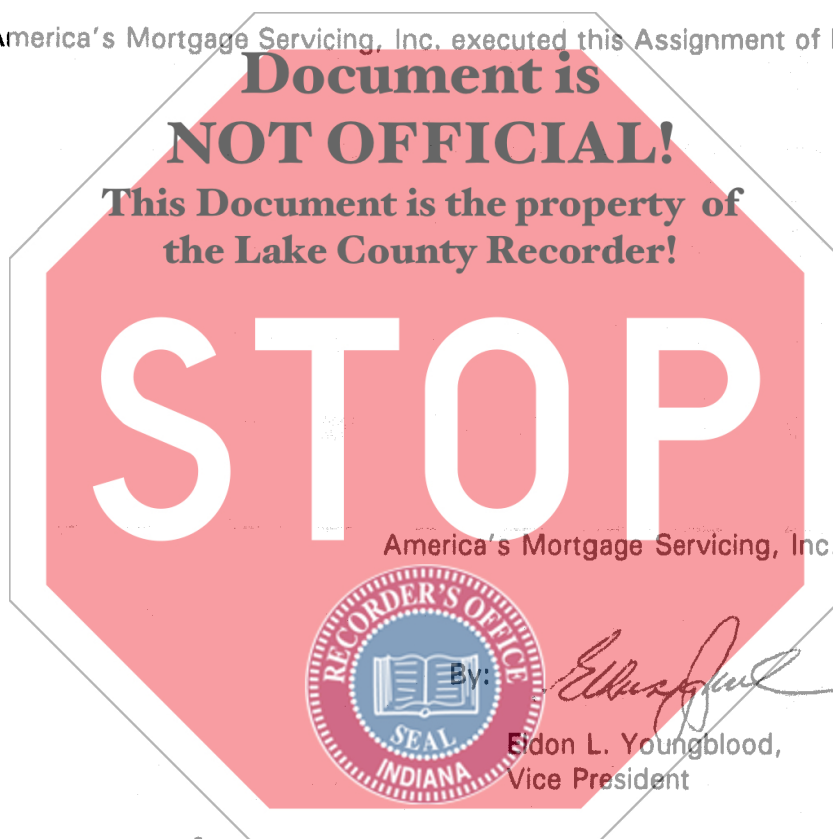 America's Mortgage Servicing, Inc. executed this Assignment of
Document is
NOT OFFICIAL!
This Document is the property of
the Lake County Recorder!
STOP
America's Mortgage Servicing, Inc.
RECORDER'S OFFICE
By:
SEAL
INDIANA
Eldon L. Youngblood,
Vice President